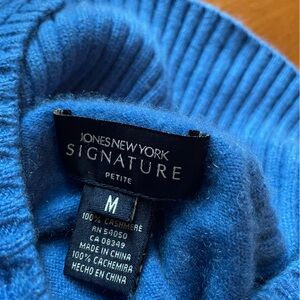 JONES NEW YORK
SIGNATURE
PETITE
M
100% CASHMERE
RN 54050
CA 08349
MADE IN CHINA
100% CACHEMIRA
HECHO EN CHINA